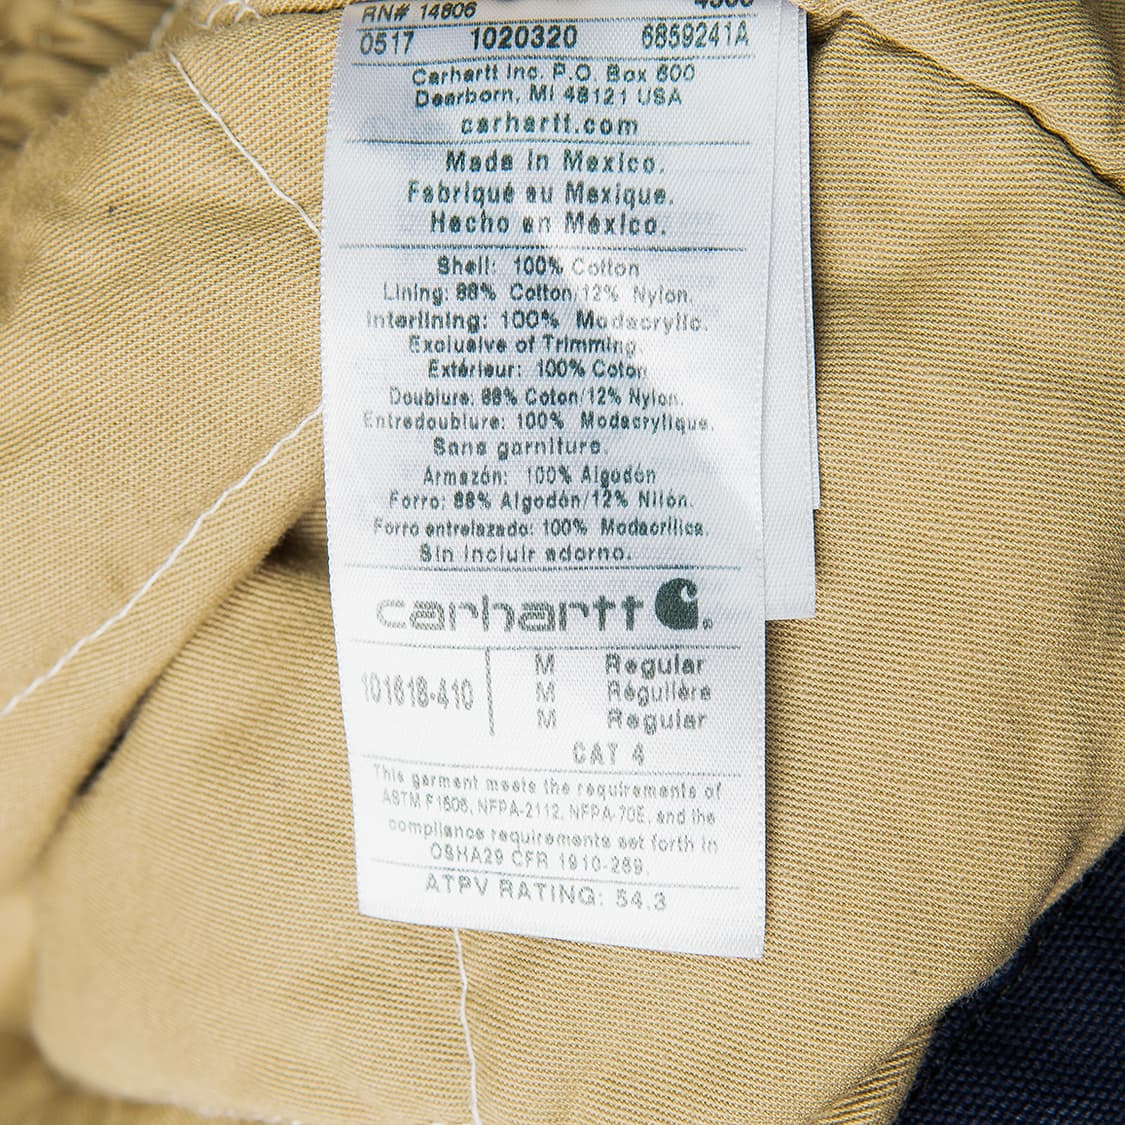 RN# 14806
0517 1020320 6859241A
Carhartt Inc. P.O. Box 600
Dearborn, MI 48121 USA
carhartt.com
Made in Mexico.
Fabriqué au Mexique.
Hecho en México.
Shell: 100% Cotton
Lining: 88% Cotton/12% Nylon.
Interlining: 100% Modacrylic.
Exclusive of Trimming.
Extérieur: 100% Coton
Doublure: 88% Coton/12% Nylon.
Entredoublure: 100% Modacrylique.
Sans garniture.
Armazón: 100% Algodón
Forro: 88% Algodón/12% Nilón.
Forro entrelazado: 100% Modacrílica.
Sin incluir adorno.
carhartt
101618-410 M Regular
M Régulière
M Regular
CAT 4
This garment meets the requirements of
ASTM F1506, NFPA-2112, NFPA-70E, and the
compliance requirements set forth in
OSHA29 CFR 1910-269.
ATPV RATING: 54.3